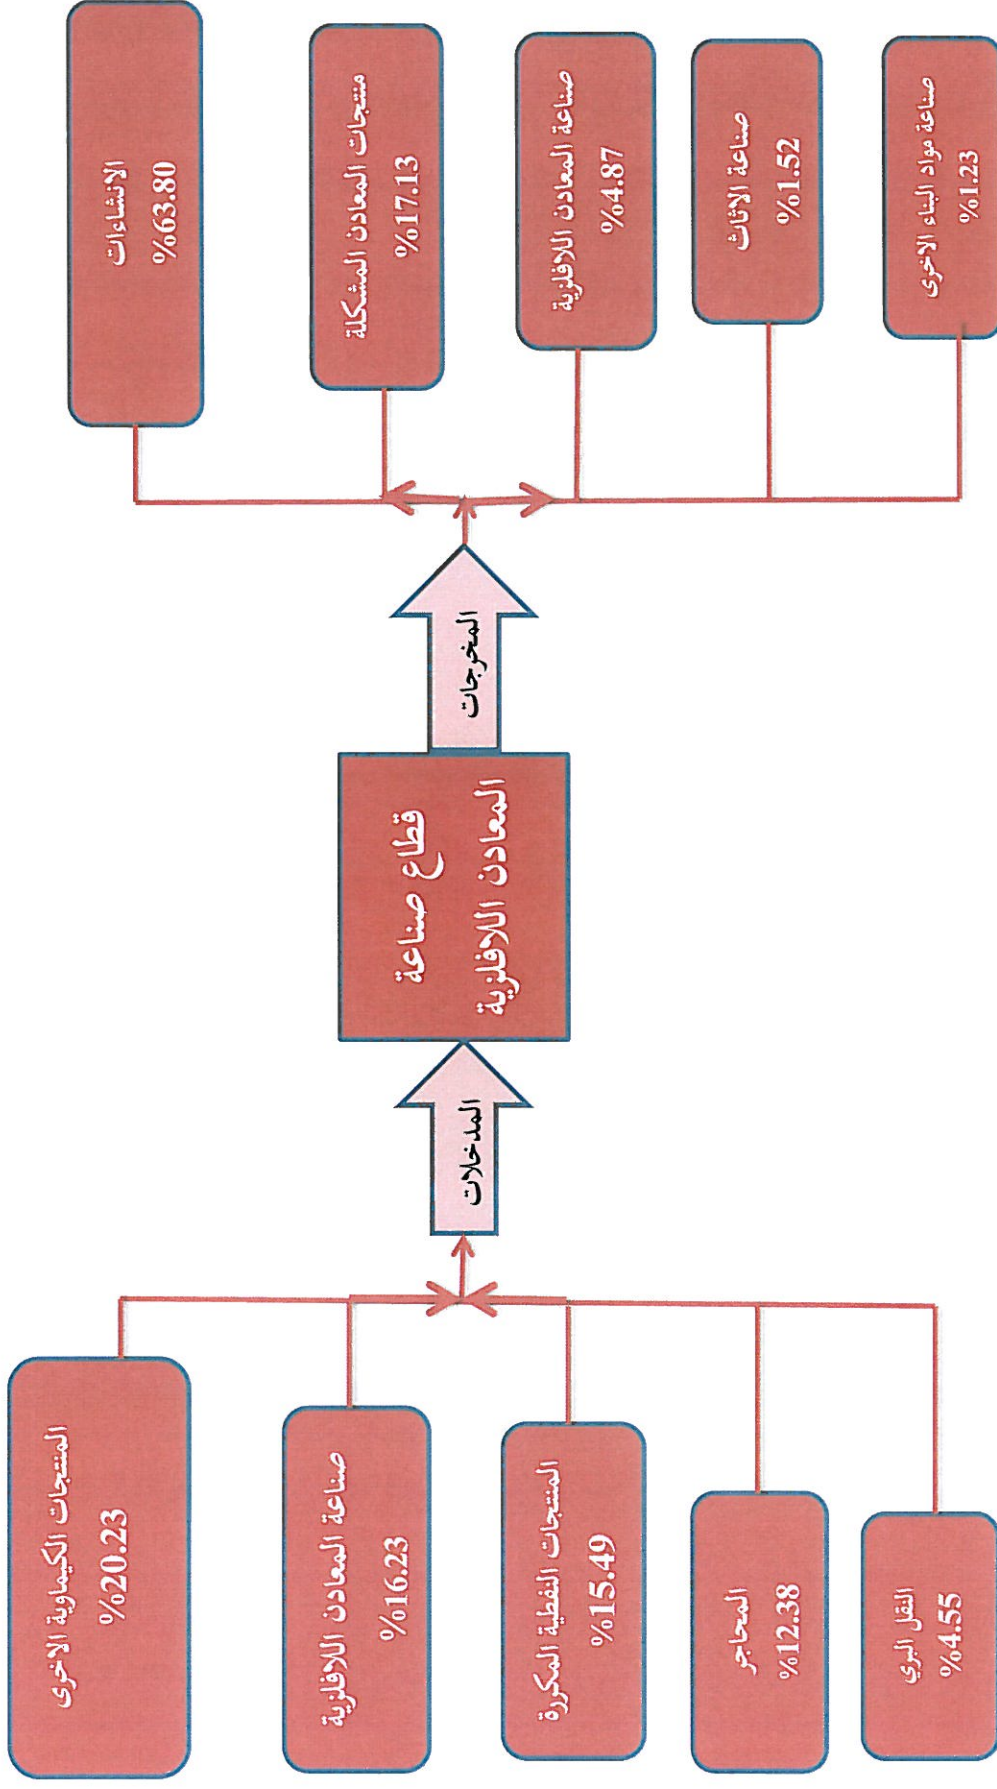 المنتجات الكيماوية الاخرى
%20.23
صناعة المعادن اللافلزية
%16.23
المنتجات النفطية المكررة
%15.49
المحاجر
%12.38
النقل البري
%4.55
المدخلات
قطاع صناعة
المعادن اللافلزية
المخرجات
الانشاءات
%63.80
منتجات المعادن المشكلة
%17.13
صناعة المعادن اللافلزية
%4.87
صناعة الاثاث
%1.52
صناعة مواد البناء الاخرى
%1.23